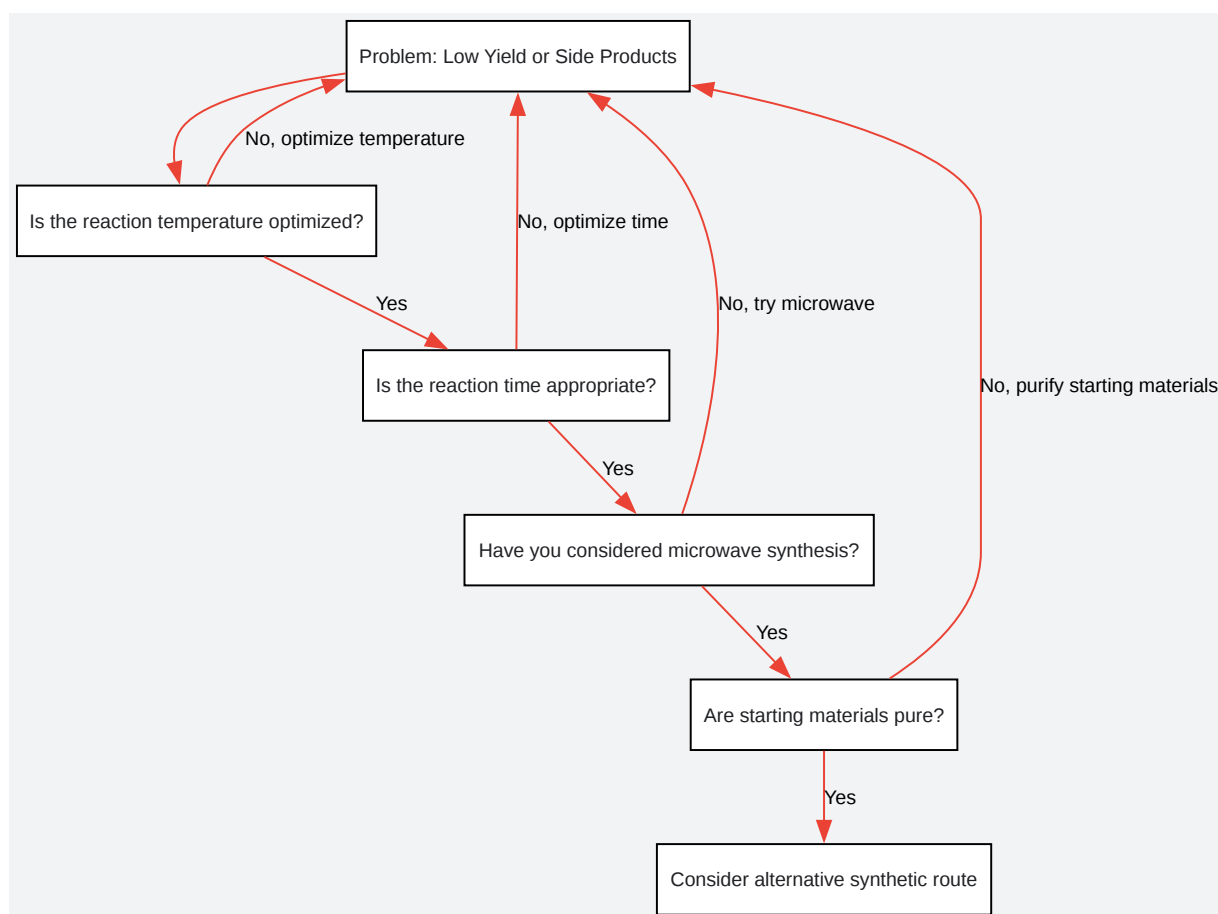 Problem: Low Yield or Side Products
No, optimize temperature
Is the reaction temperature optimized?
No, optimize time
Yes
No, try microwave
Is the reaction time appropriate?
No, purify starting materials
Yes
Have you considered microwave synthesis?
Yes
Are starting materials pure?
Yes
Consider alternative synthetic route